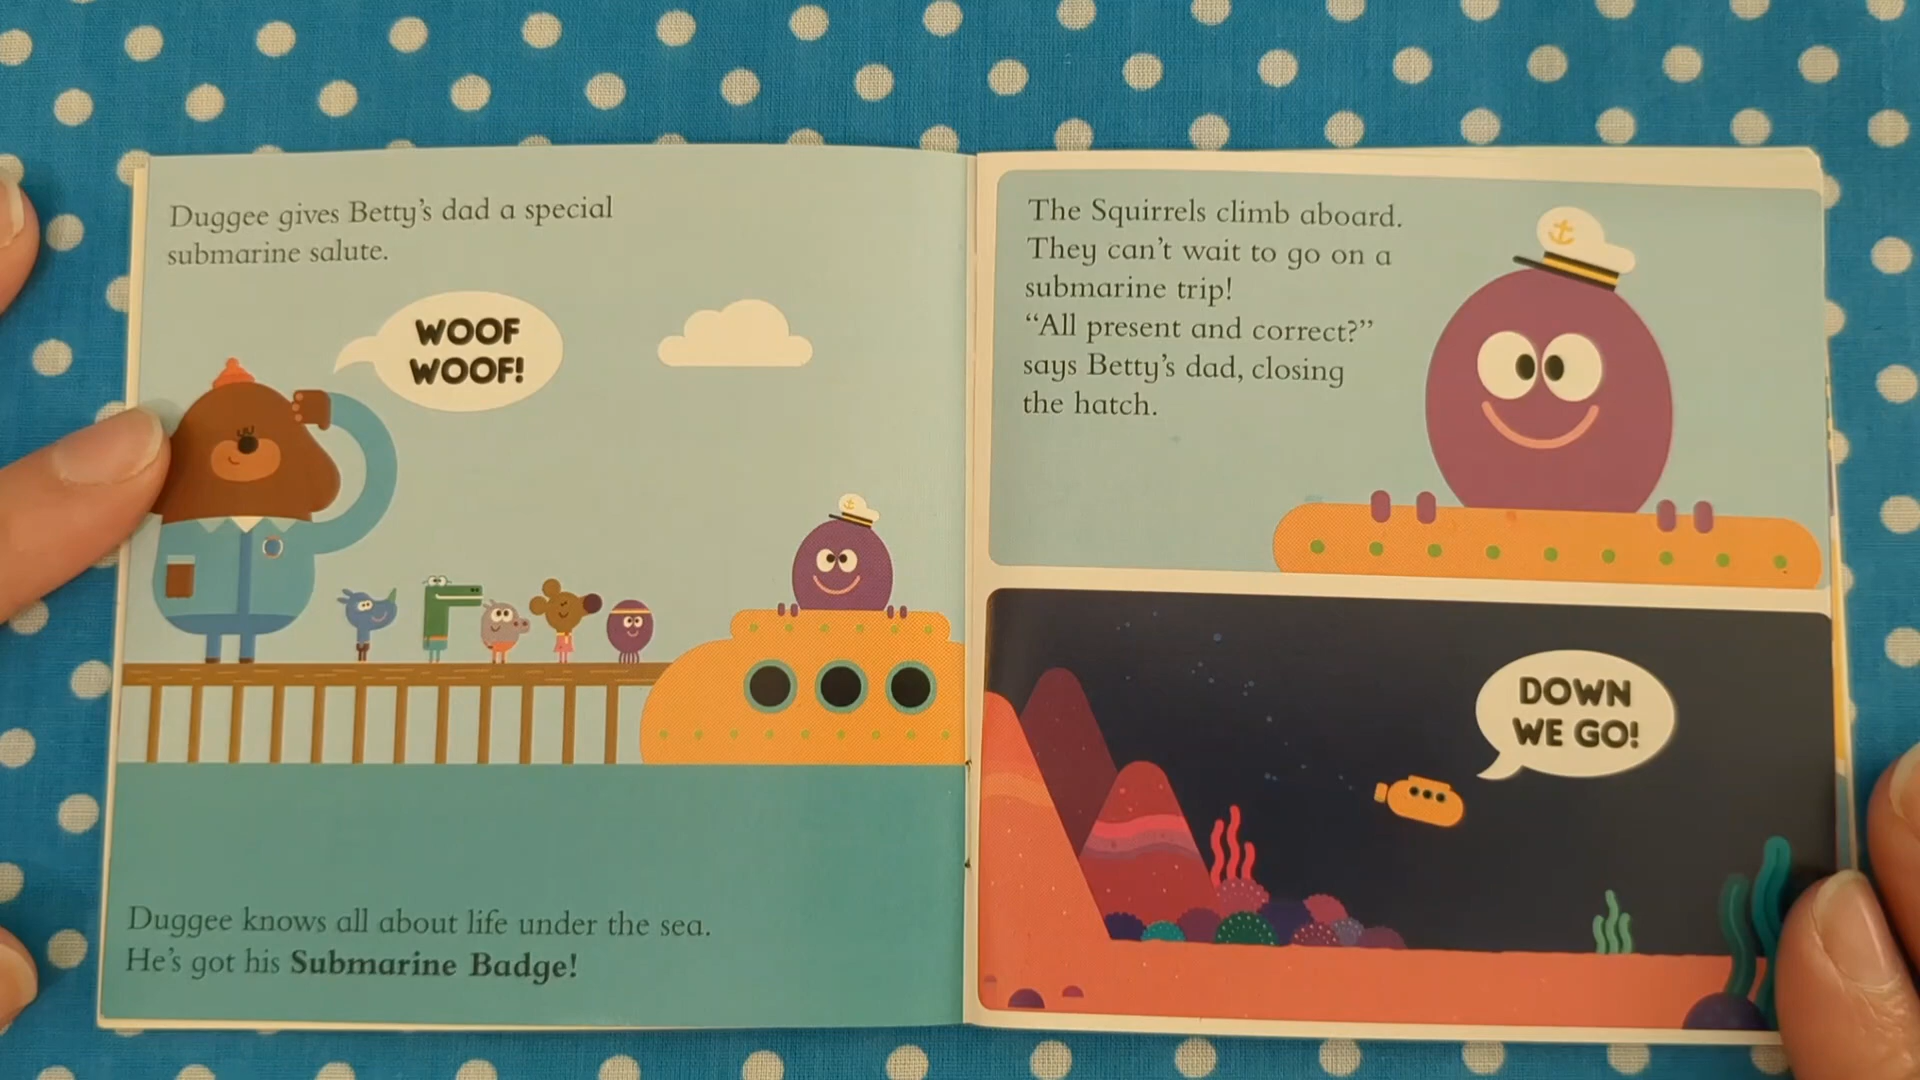 Duggee gives Betty's dad a special
submarine salute.
WOOF
WOOF!
Duggee knows all about life under the sea.
He's got his Submarine Badge!
The Squirrels climb aboard.
They can't wait to go on a
submarine trip!
“All present and correct?”
says Betty's dad, closing
the hatch.
DOWN
WE GO!